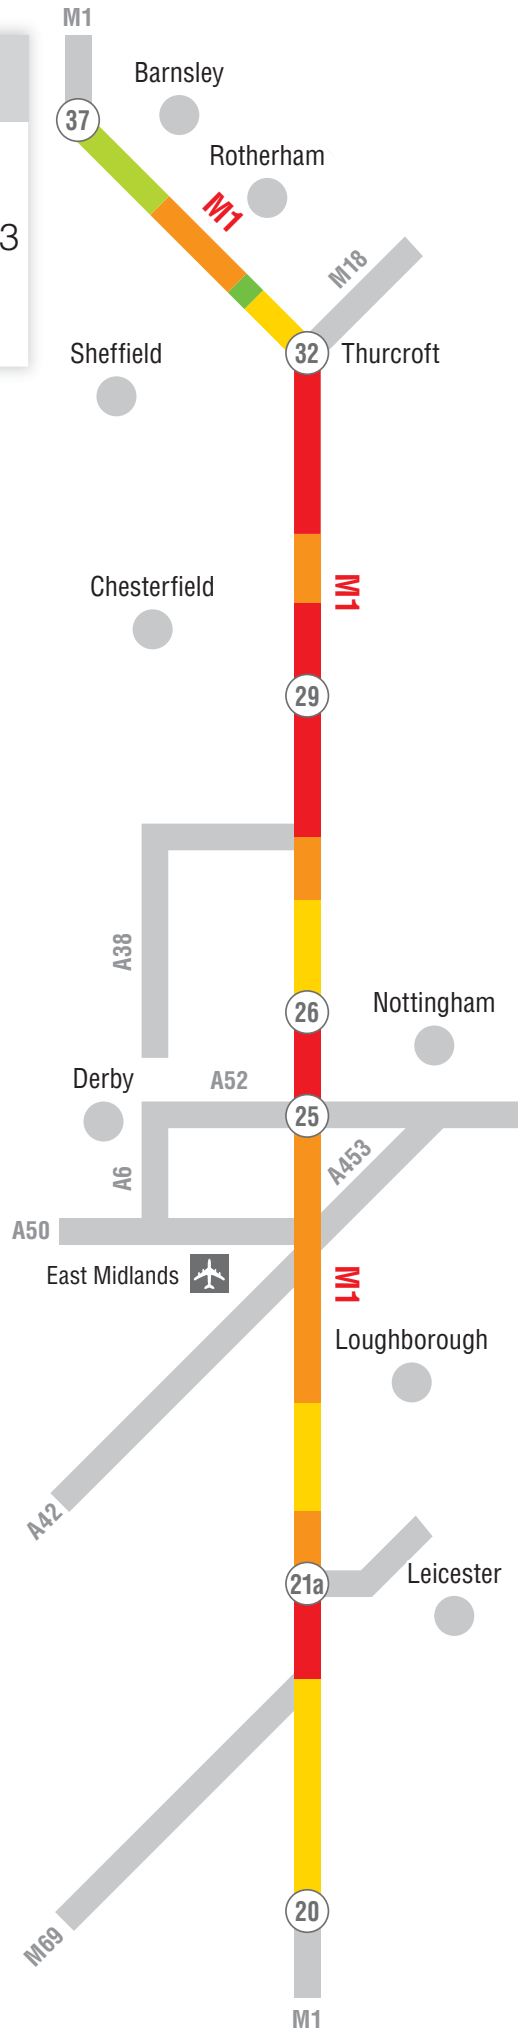 M1
Barnsley
37
Rotherham
M1
3
M18
Sheffield
32
Thurcroft
M1
Chesterfield
29
A38
Nottingham
26
Derby
A52
25
A453
A6
A50
East Midlands
M1
Loughborough
A42
Leicester
21a
20
M69
M1